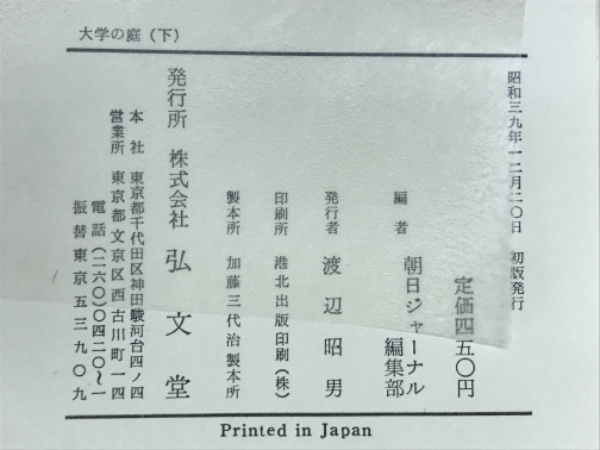 大学の庭（下）
昭和三九年一二月二〇日　初版発行
定価四五〇円
編　者　朝日ジャーナル
編集部
発行者　渡辺昭男
印刷所　港北出版印刷（株）
製本所　加藤三代治製本所
発行所　株式会社　弘文堂
本　社　東京都千代田区神田駿河台四ノ四
営業所　東京都文京区西古川町一四
電話（二六〇）〇四二〇〜一
振替東京五三九〇九
Printed in Japan